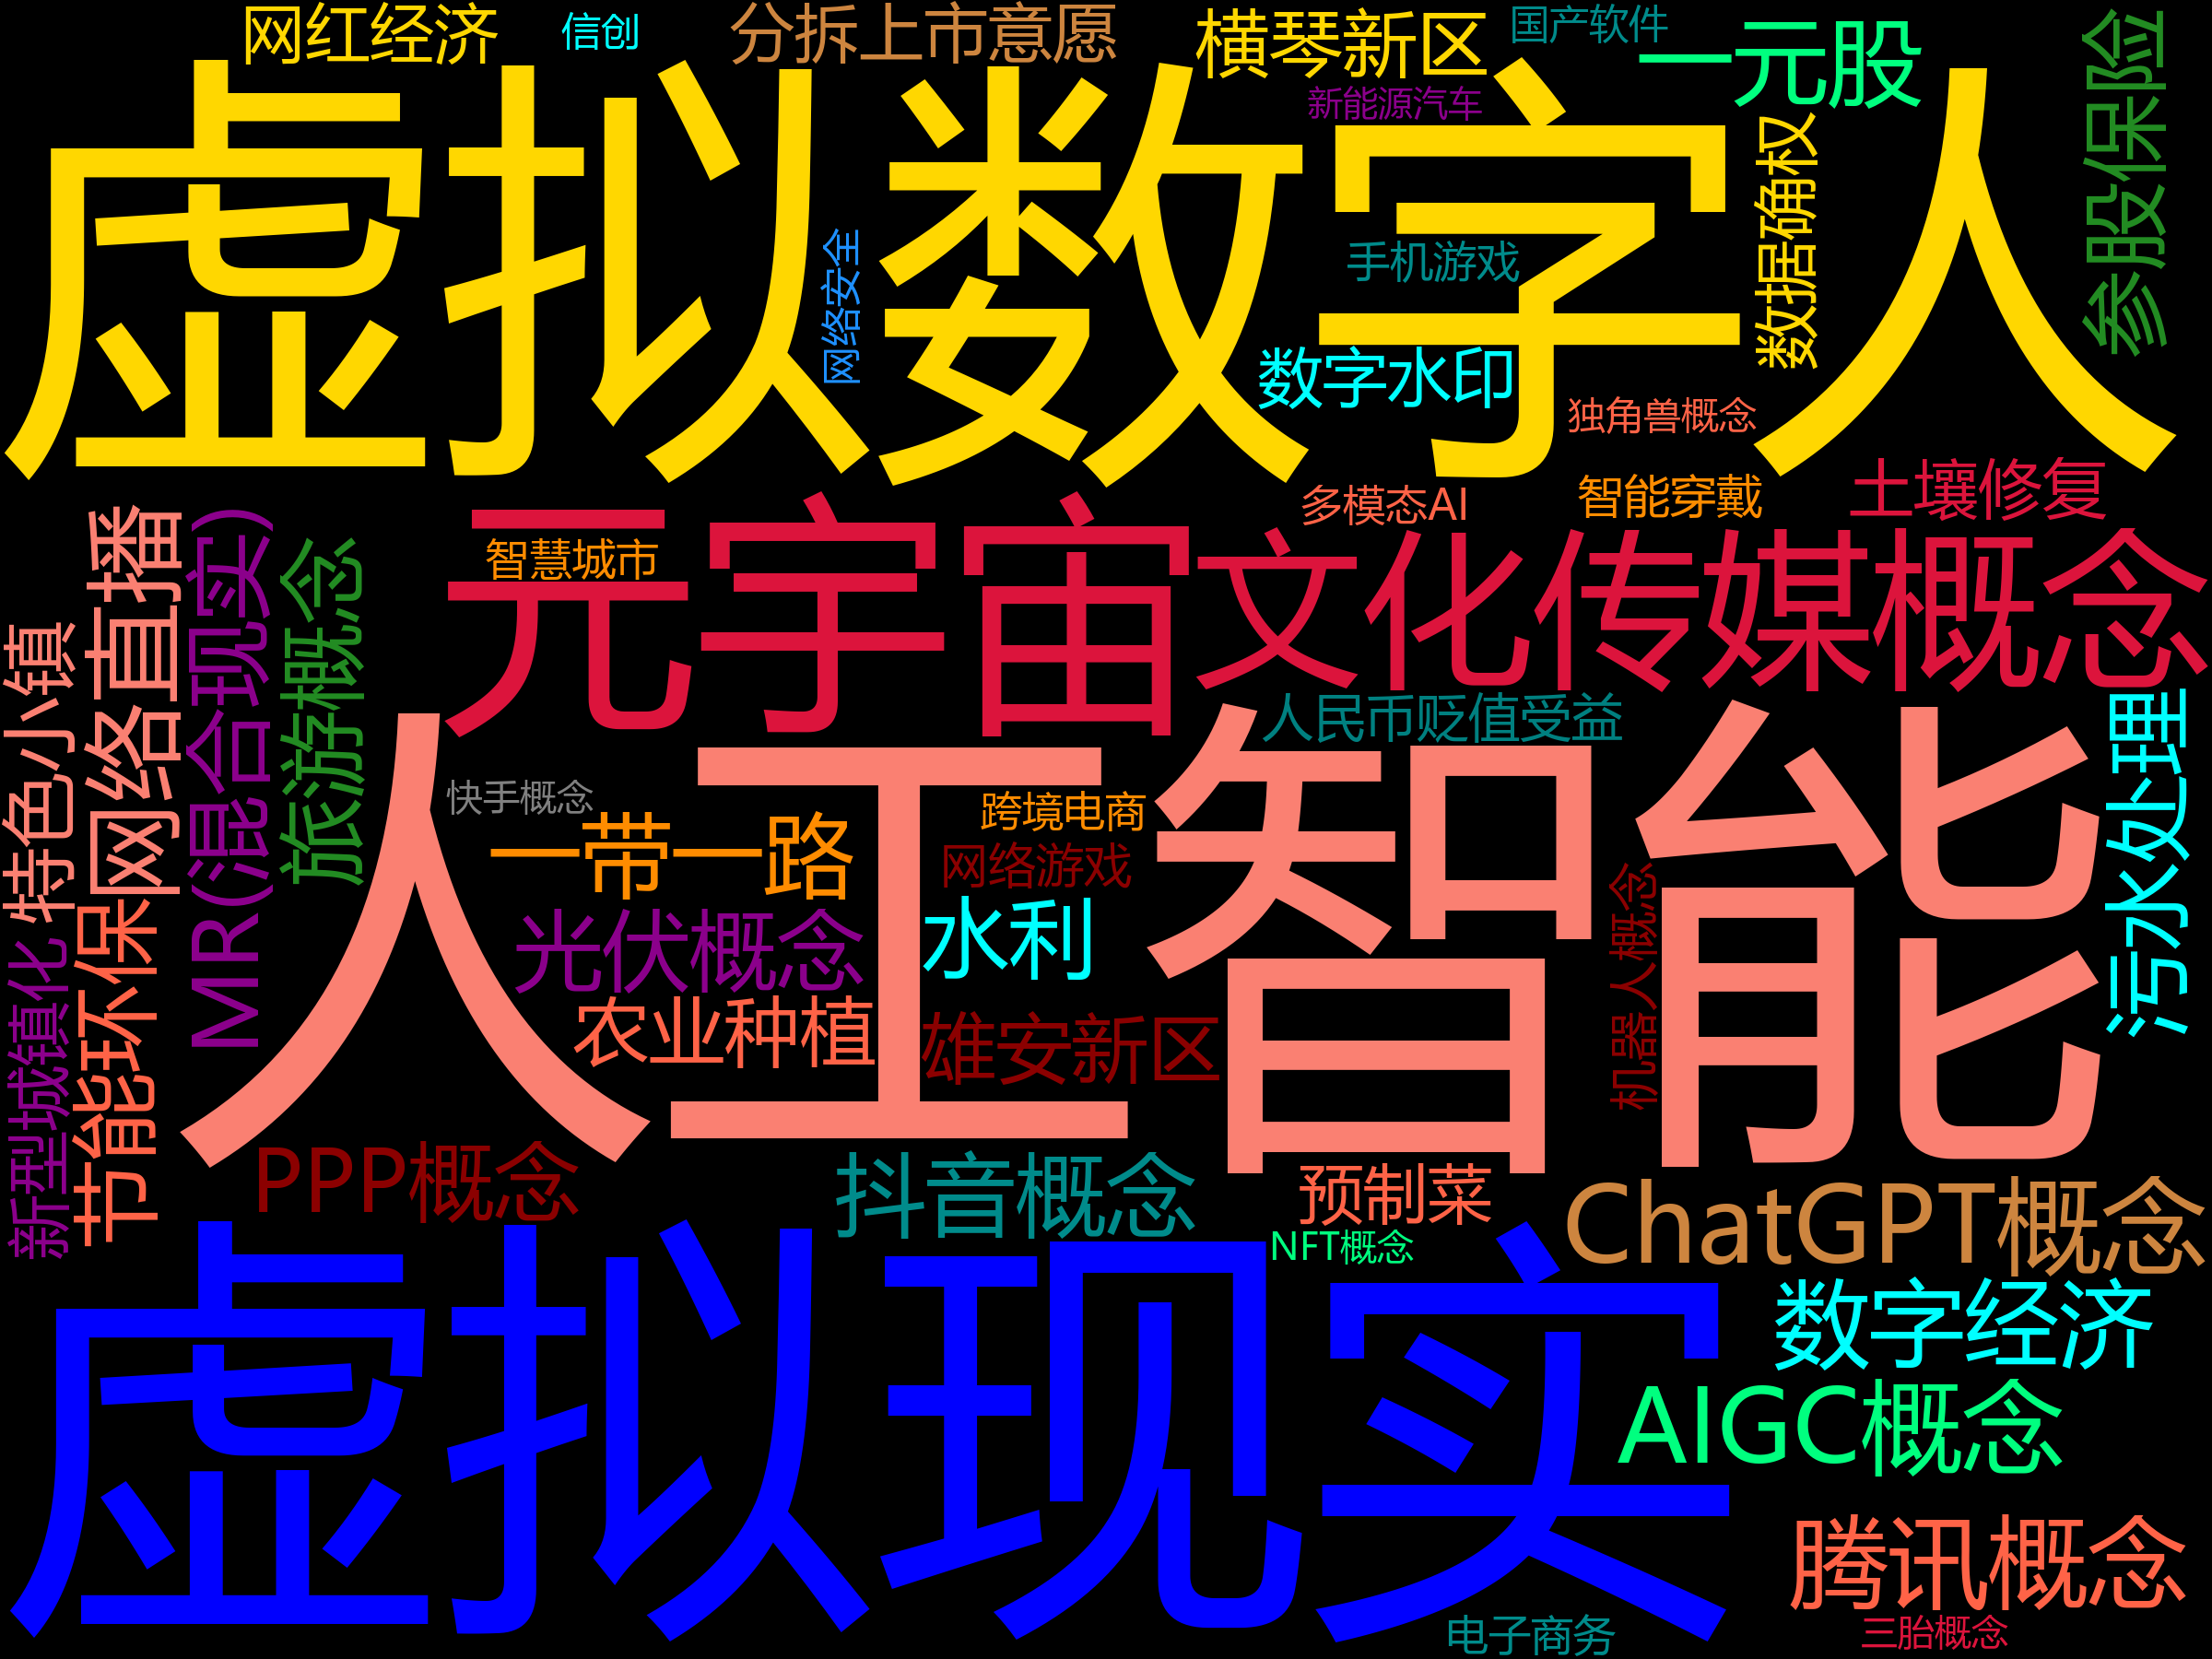 网红经济
信创
分拆上市意愿
横琴新区
国产软件
一元股
参股保险
新能源汽车
虚拟数字人
数据确权
网络安全
手机游戏
数字水印
独角兽概念
多模态AI
智能穿戴
土壤修复
元宇宙
文化传媒概念
智慧城市
网络直播
MR(混合现实)
旅游概念
特色小镇
人民币贬值受益
污水处理
人工智能
快手概念
跨境电商
一带一路
网络游戏
水利
光伏概念
机器人概念
节能环保
新型城镇化
农业种植
雄安新区
PPP概念
抖音概念
预制菜
ChatGPT概念
NFT概念
虚拟现实
数字经济
AIGC概念
腾讯概念
电子商务
三胎概念